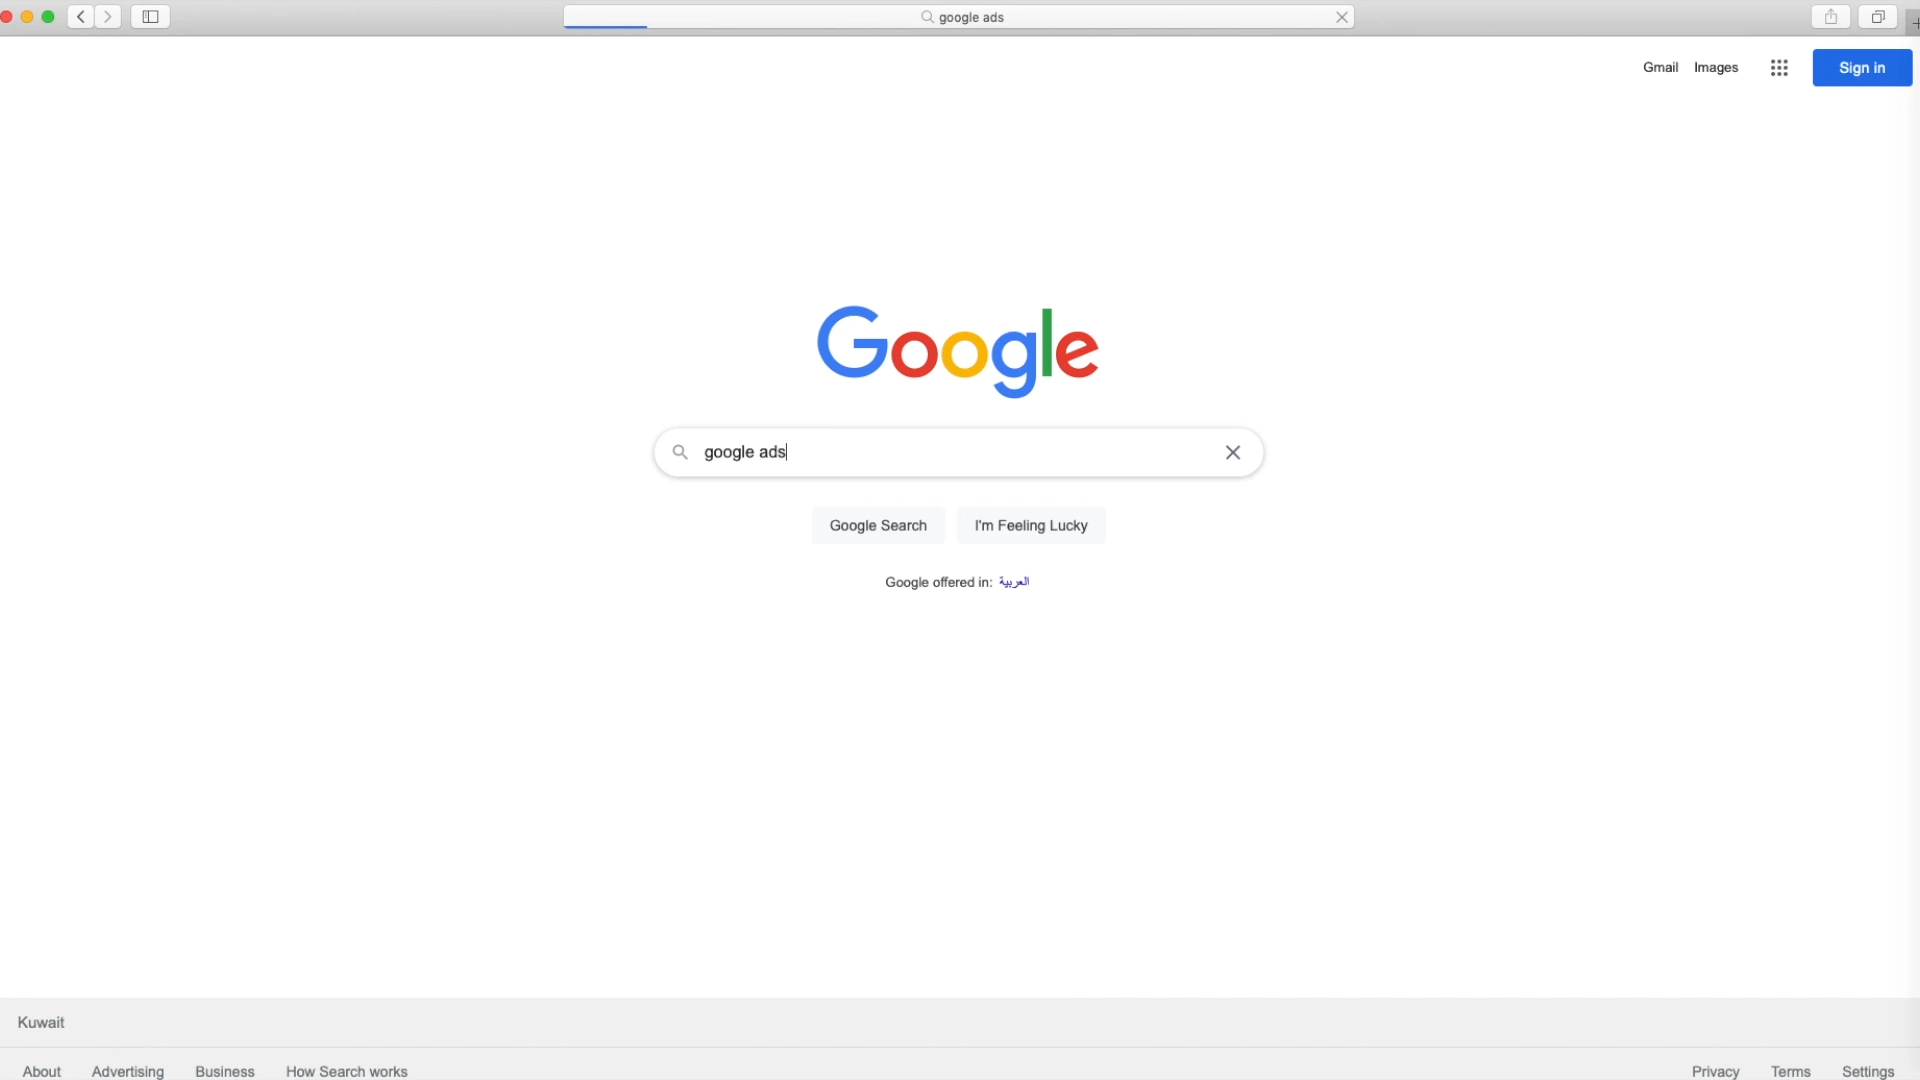 google ads
Gmail Images Sign in
Google
google ads
Google Search I'm Feeling Lucky
Google offered in: العربية
Kuwait
About Advertising Business How Search works Privacy Terms Settings